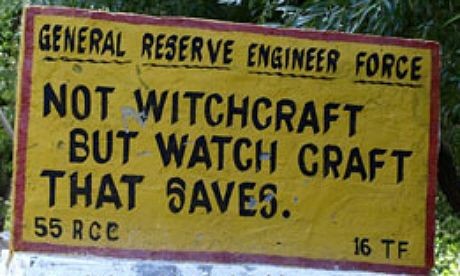 GENERAL RESERVE ENGINEER FORCE
NOT WITCHCRAFT
BUT WATCH CRAFT
THAT SAVES.
55 RCC 16 TF